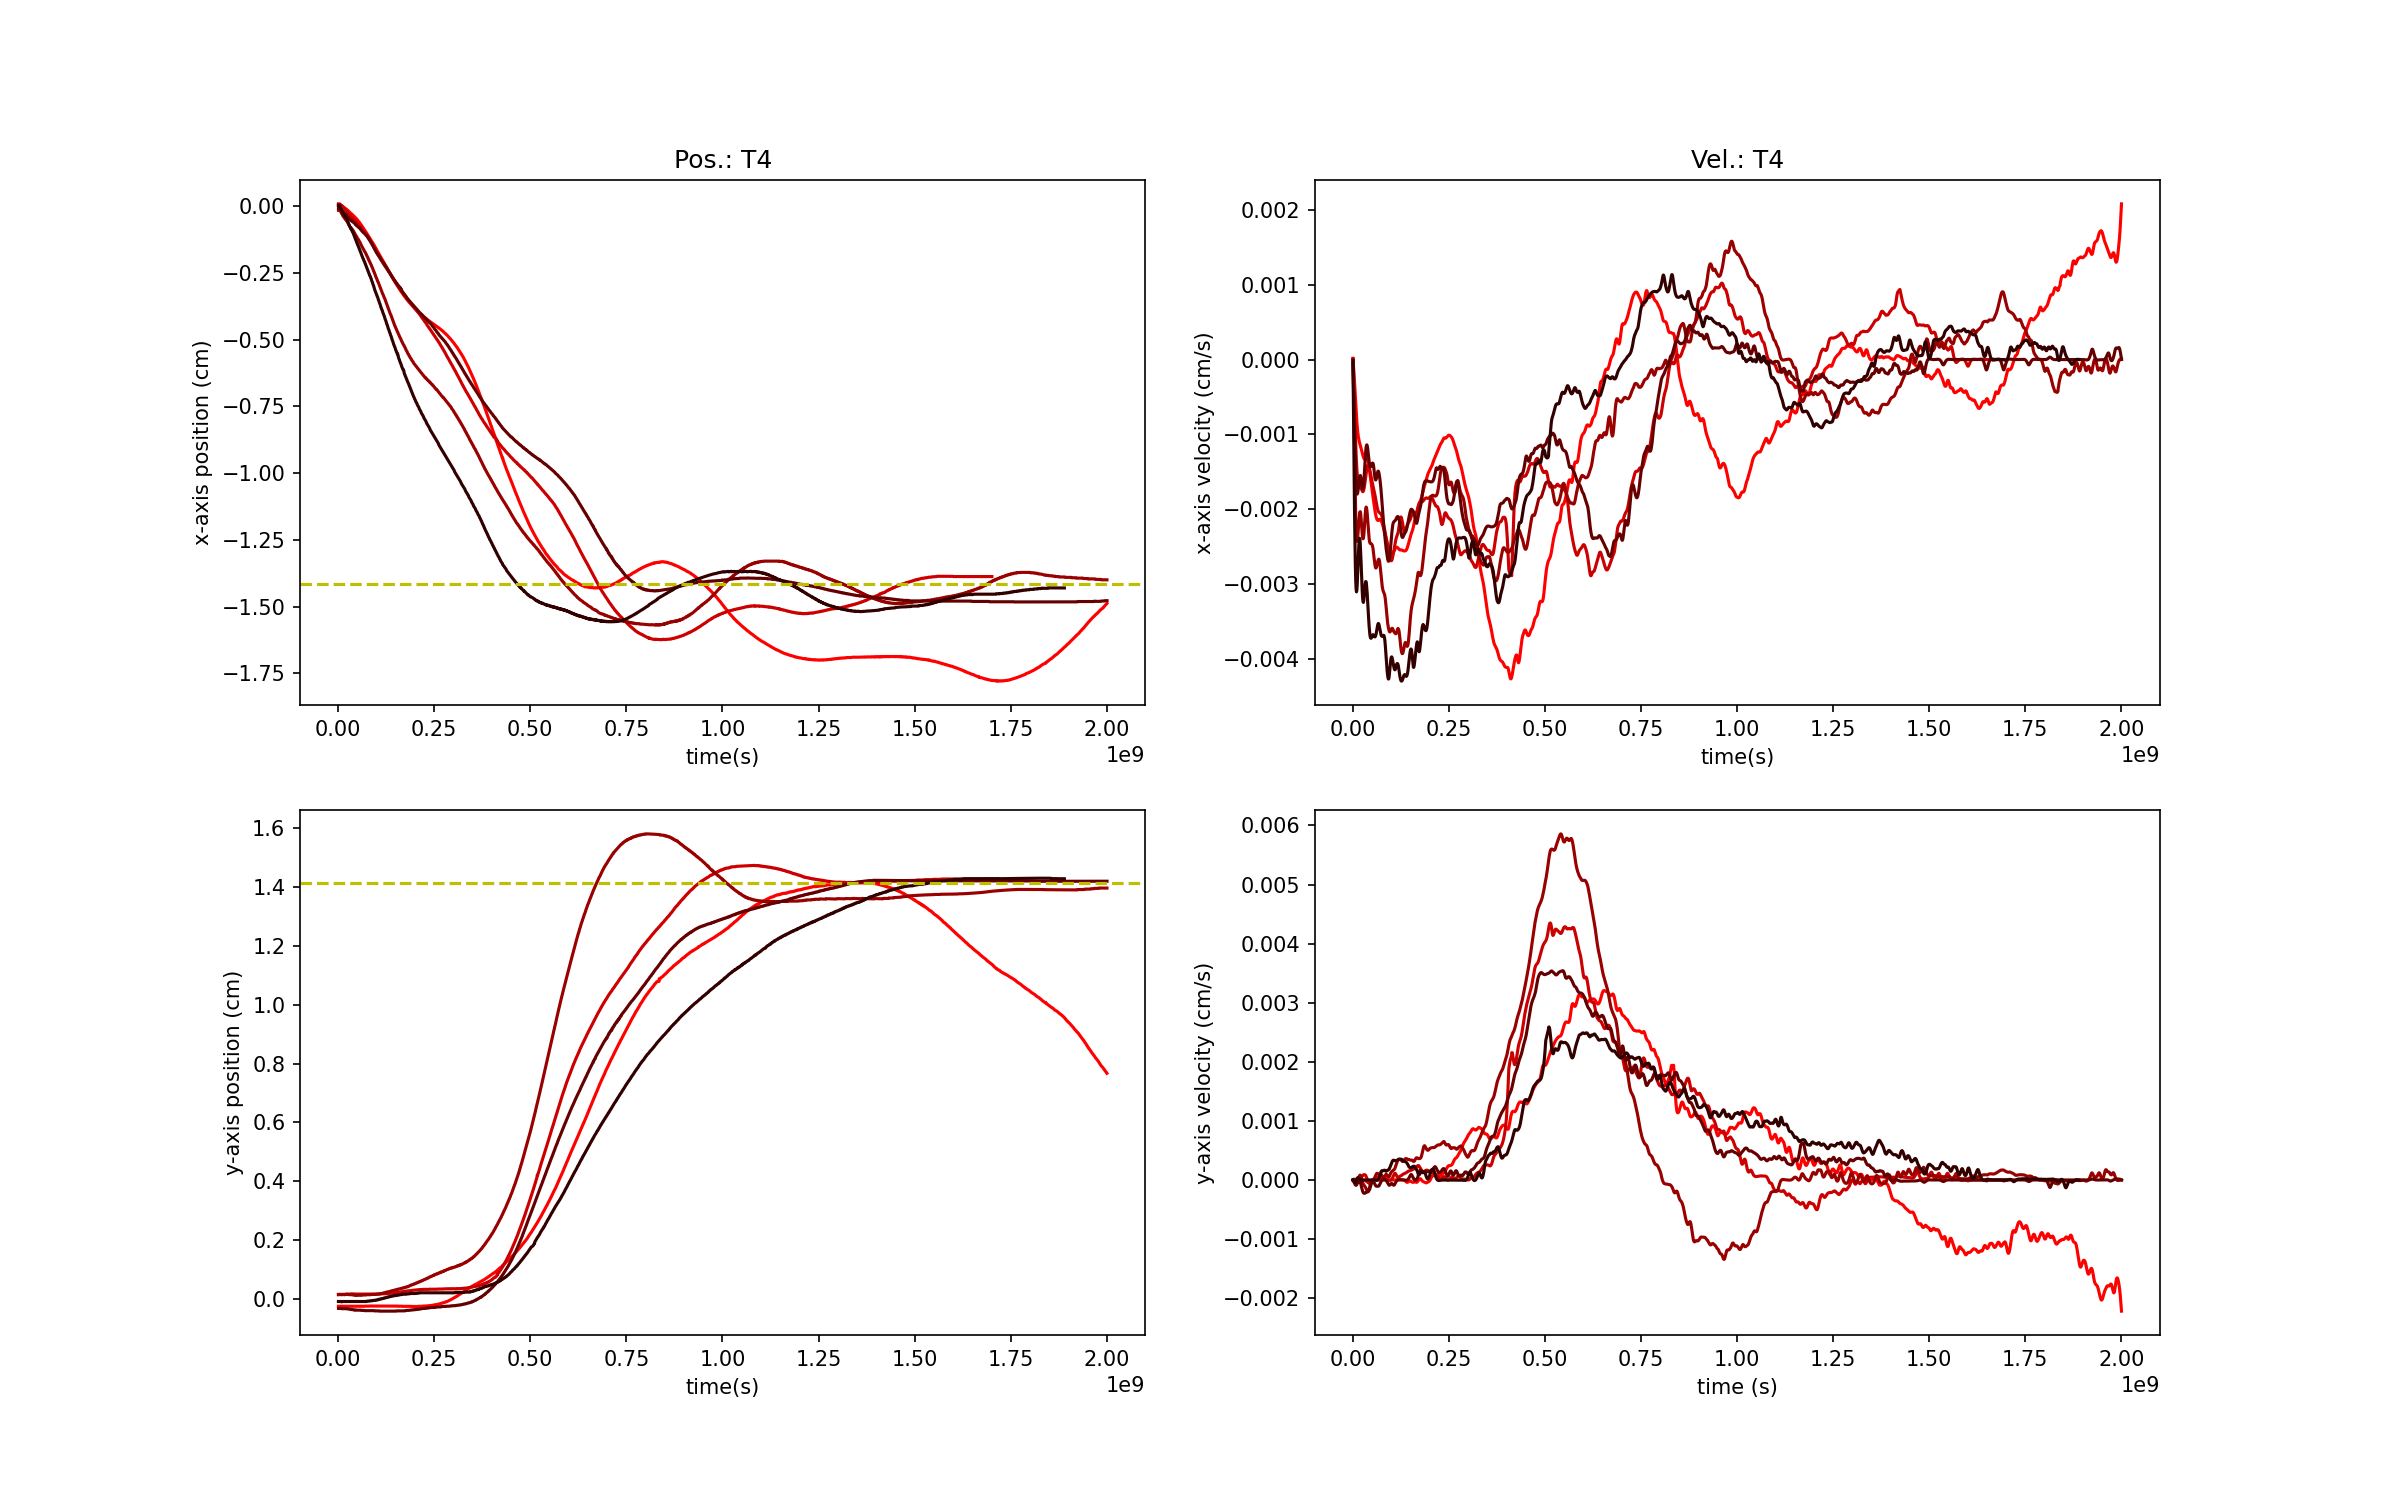 Pos.: T4
x-axis position (cm)
0.00
−0.25
−0.50
−0.75
−1.00
−1.25
−1.50
−1.75
0.00 0.25 0.50 0.75 1.00 1.25 1.50 1.75 2.00
1e9
time(s)
Vel.: T4
x-axis velocity (cm/s)
0.002
0.001
0.000
−0.001
−0.002
−0.003
−0.004
0.00 0.25 0.50 0.75 1.00 1.25 1.50 1.75 2.00
1e9
time(s)
y-axis position (cm)
1.6
1.4
1.2
1.0
0.8
0.6
0.4
0.2
0.0
0.00 0.25 0.50 0.75 1.00 1.25 1.50 1.75 2.00
1e9
time(s)
y-axis velocity (cm/s)
0.006
0.005
0.004
0.003
0.002
0.001
0.000
−0.001
−0.002
0.00 0.25 0.50 0.75 1.00 1.25 1.50 1.75 2.00
1e9
time (s)